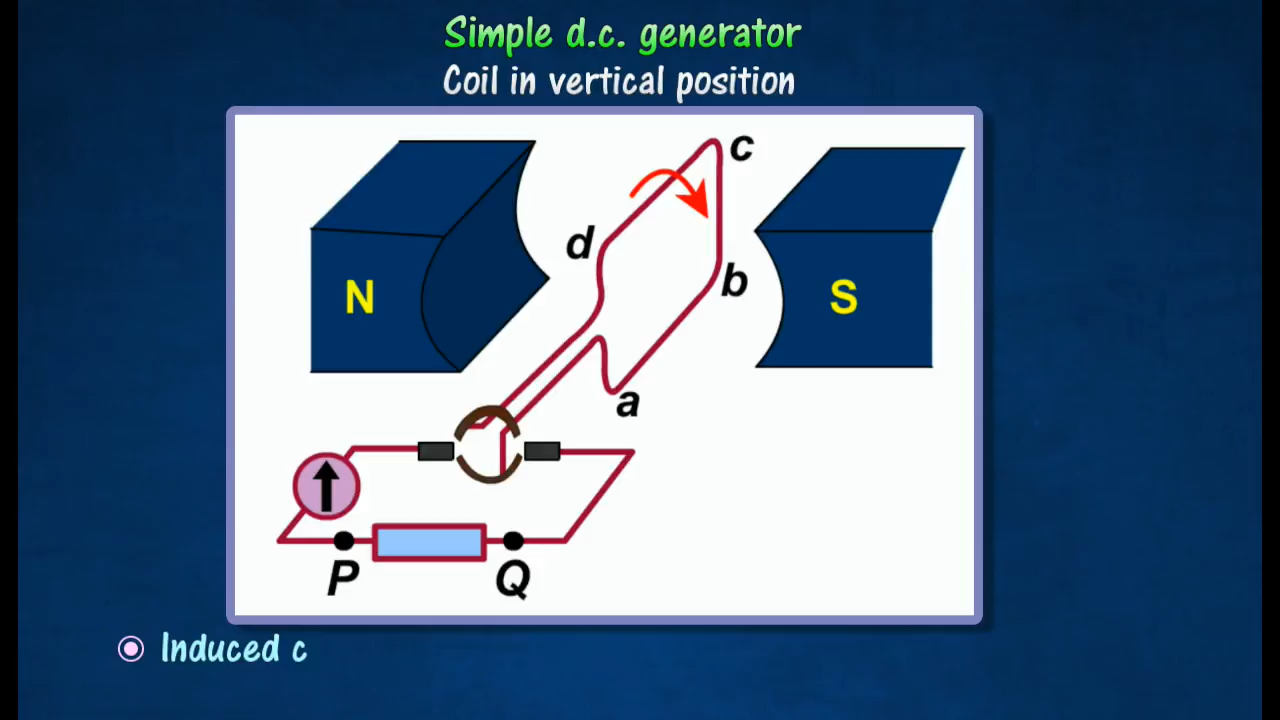 Simple d.c. generator
Coil in vertical position
c
d
b
N
S
a
P
Q
Induced c